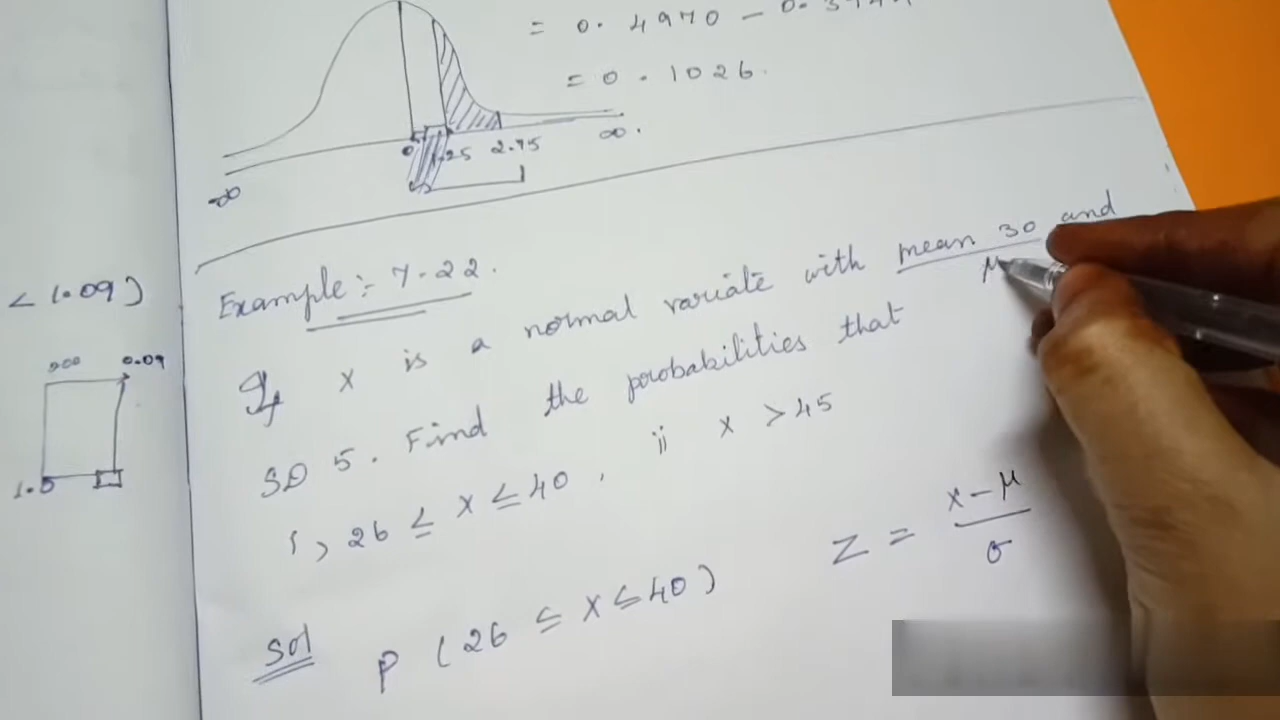 = 0.4970 - 0.
= 0.1026.
0 1.25 2.75 ∞.
-∞
< 1.09)
0.09
1.0
Example:- 7.22.
If X is a normal variate with mean 30 and
μ
SD 5. Find the probabilities that
i, 26 ≤ X ≤ 40, ii X > 45
Z = X - μ / σ
Sol P (26 ≤ X ≤ 40)